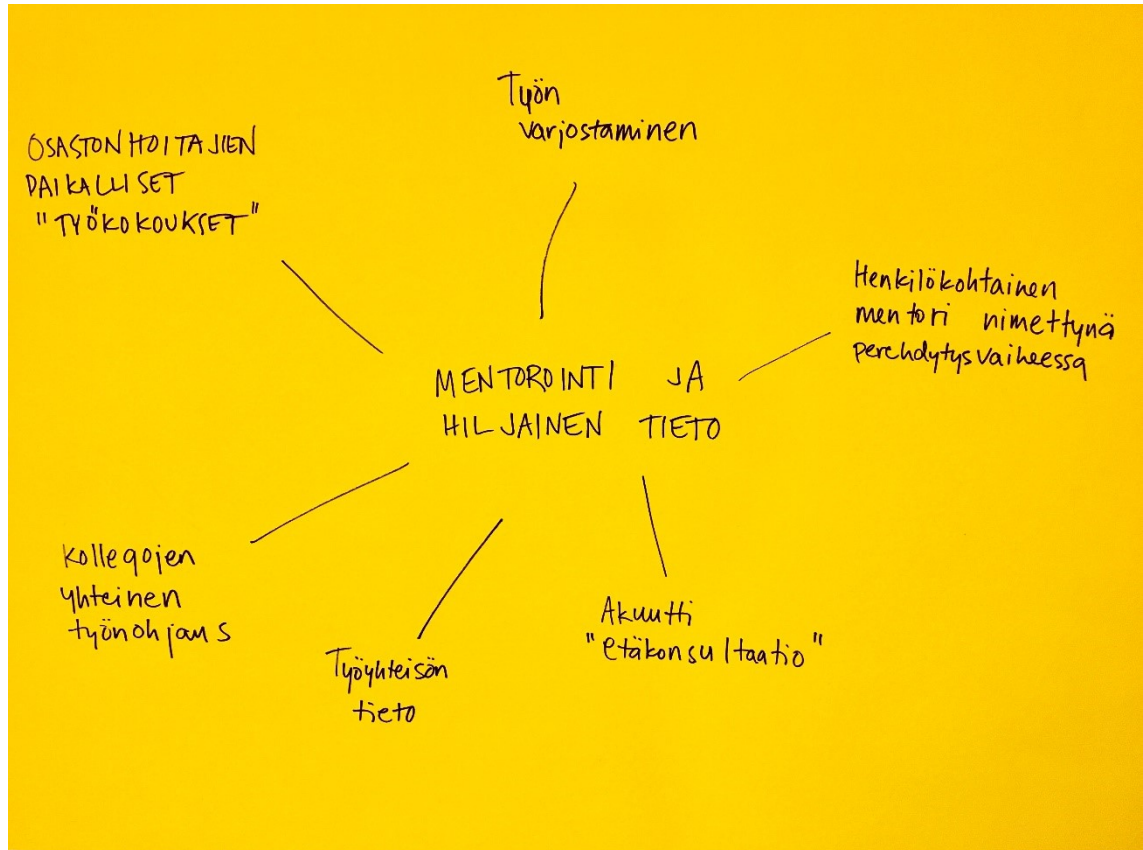 Työn
varjostaminen
OSASTONHOITAJIEN
PAIKALLISET
"TYÖKOKOUKSET"
Henkilökohtainen
mentori nimettynä
perehdytysvaiheessa
MENTOROINTI JA
HILJAINEN TIETO
Kollegojen
yhteinen
työnohjaus
Työyhteisön
tieto
Akuutti
"etäkonsultaatio"